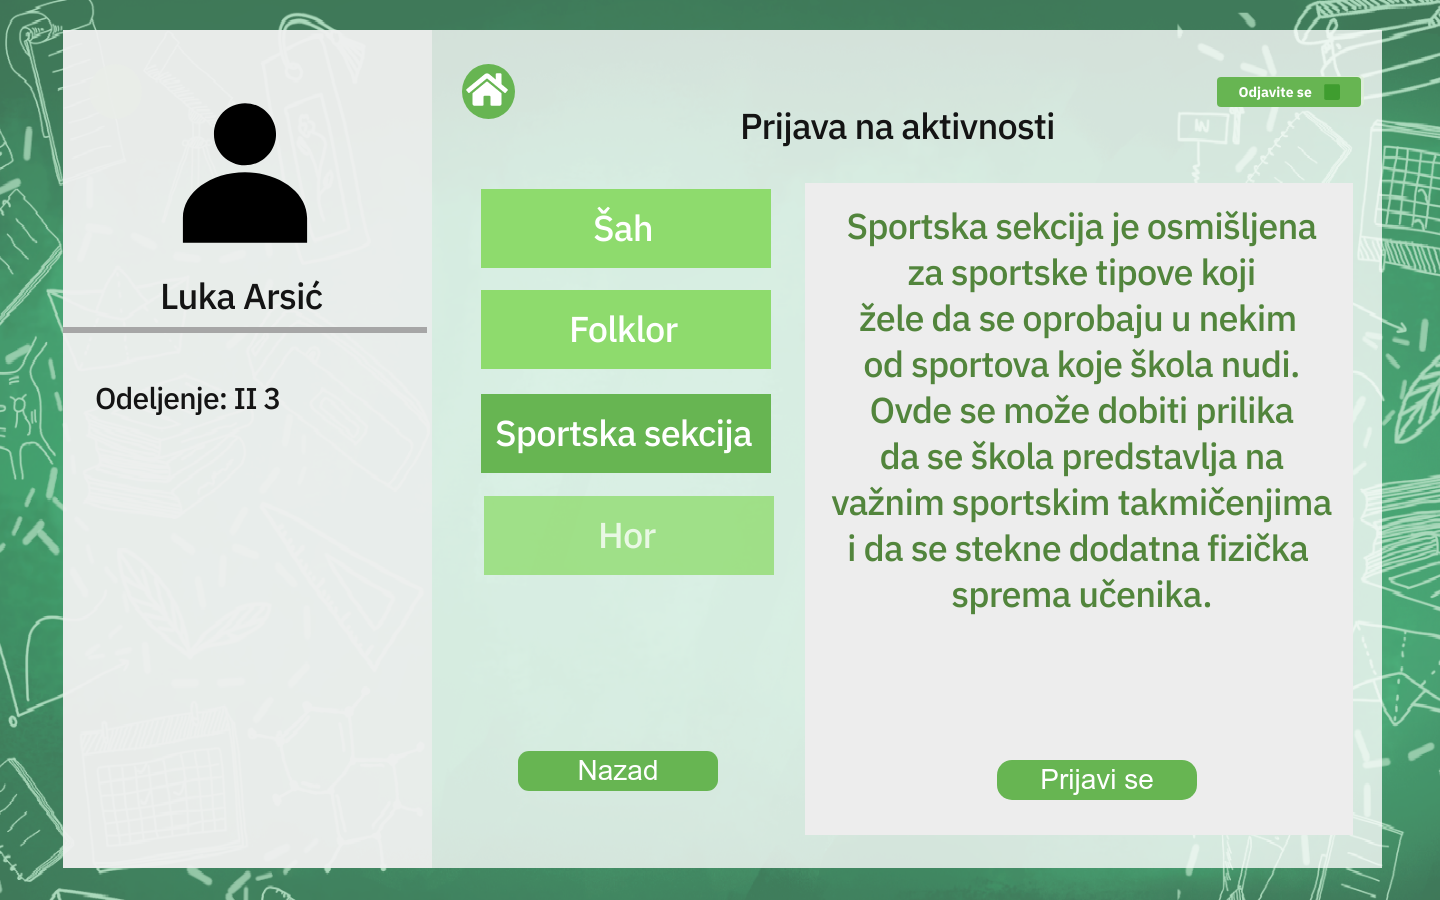 Luka Arsić
Odeljenje: II 3
Odjavite se
Prijava na aktivnosti
Šah
Folklor
Sportska sekcija
Hor
Nazad
Sportska sekcija je osmišljena
za sportske tipove koji
žele da se oprobaju u nekim
od sportova koje škola nudi.
Ovde se može dobiti prilika
da se škola predstavlja na
važnim sportskim takmičenjima
i da se stekne dodatna fizička
sprema učenika.
Prijavi se